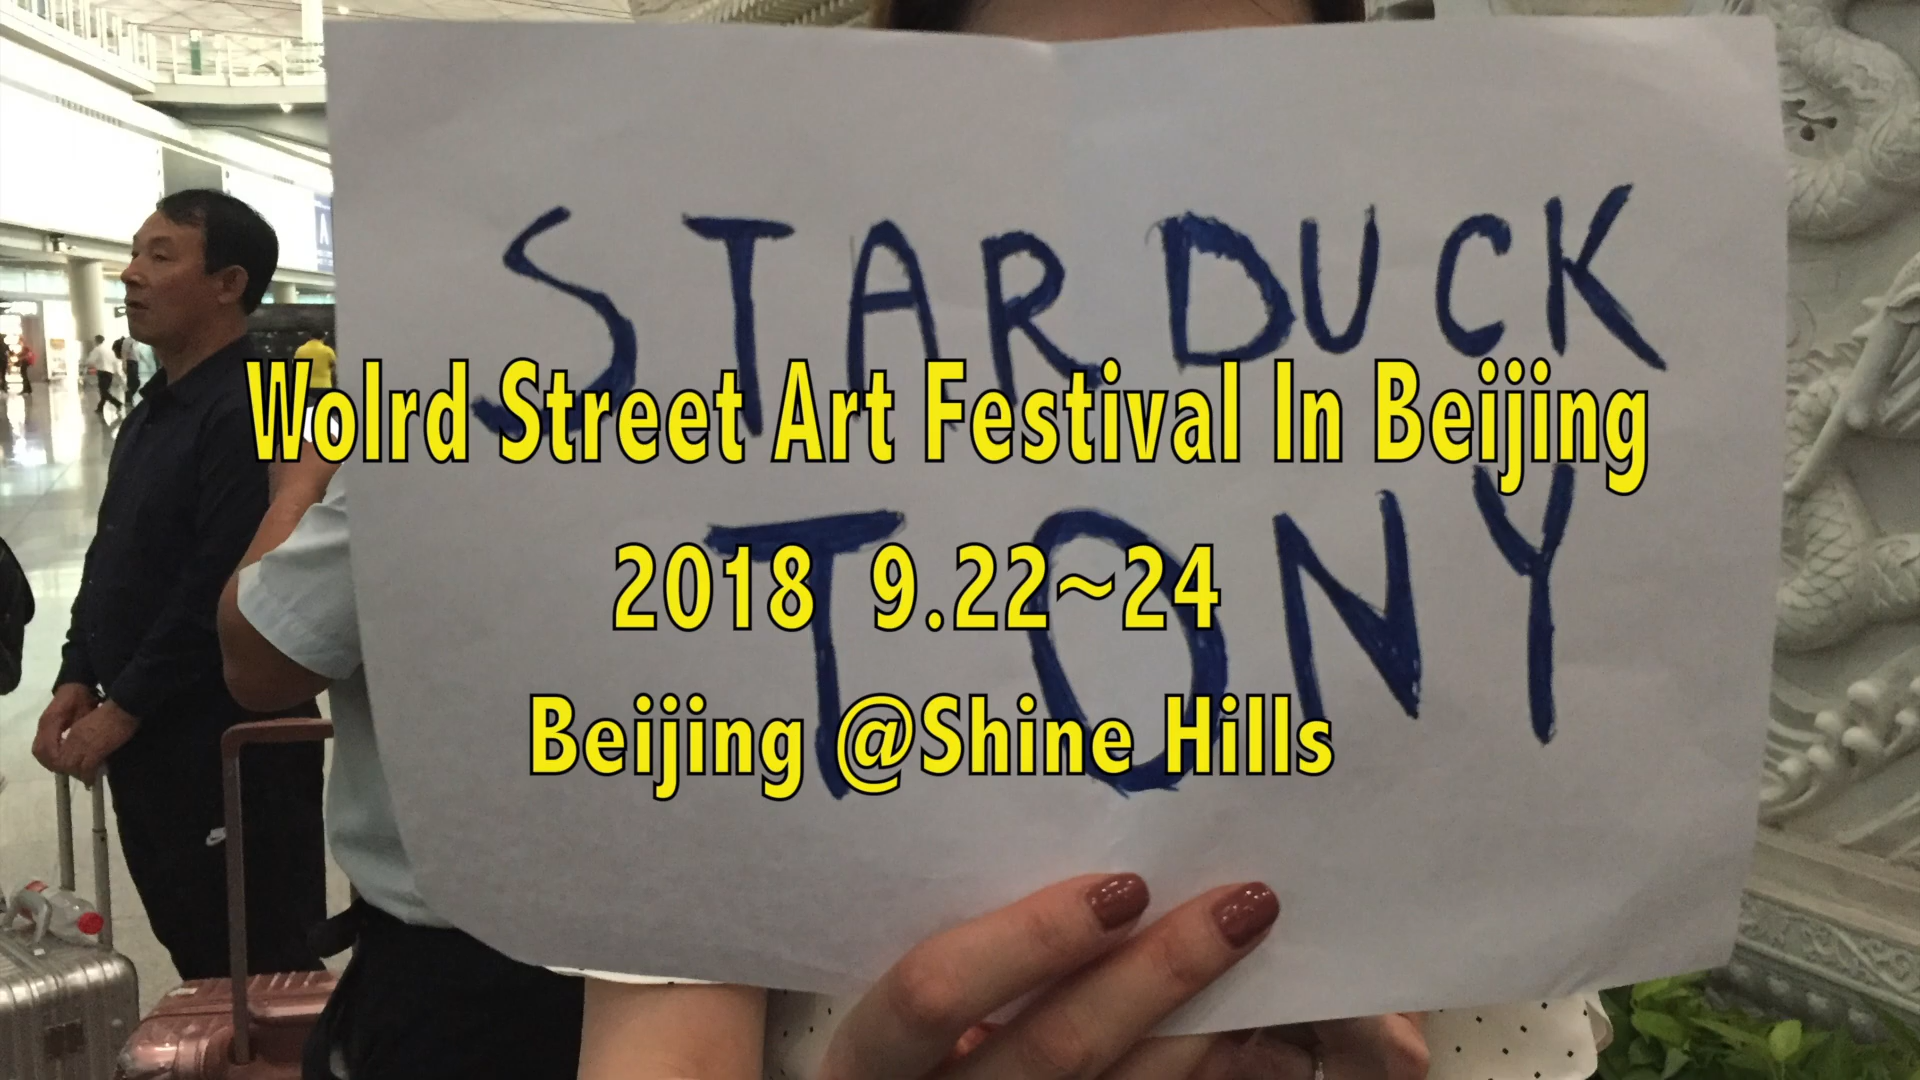 STAR DUCK
Wolrd Street Art Festival In Beijing
TONY
2018 9.22~24
Beijing @Shine Hills